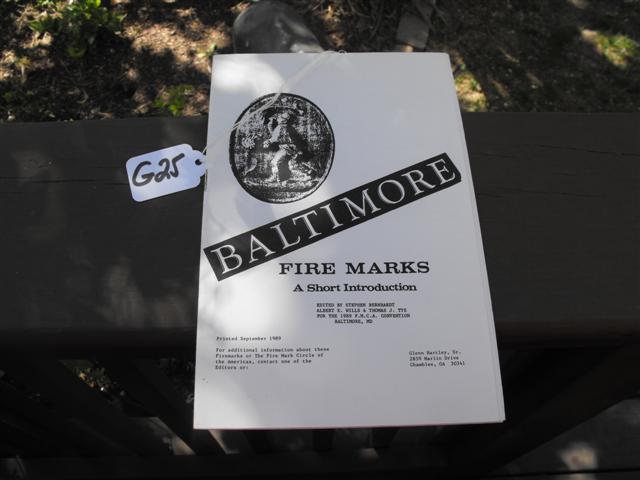 G25
BALTIMORE
FIRE MARKS
A Short Introduction
EDITED BY STEPHEN BERNHARDT
ALBERT E. WILLS & THOMAS J. TYE
FOR THE 1989 F.M.C.A. CONVENTION
BALTIMORE, MD
Printed September 1989
For additional information about these
Firemarks or The Fire Mark Circle of
the Americas, contact one of the
Editors or:
Glenn Hartley, Sr.
2859 Marlin Drive
Chamblee, GA 30341